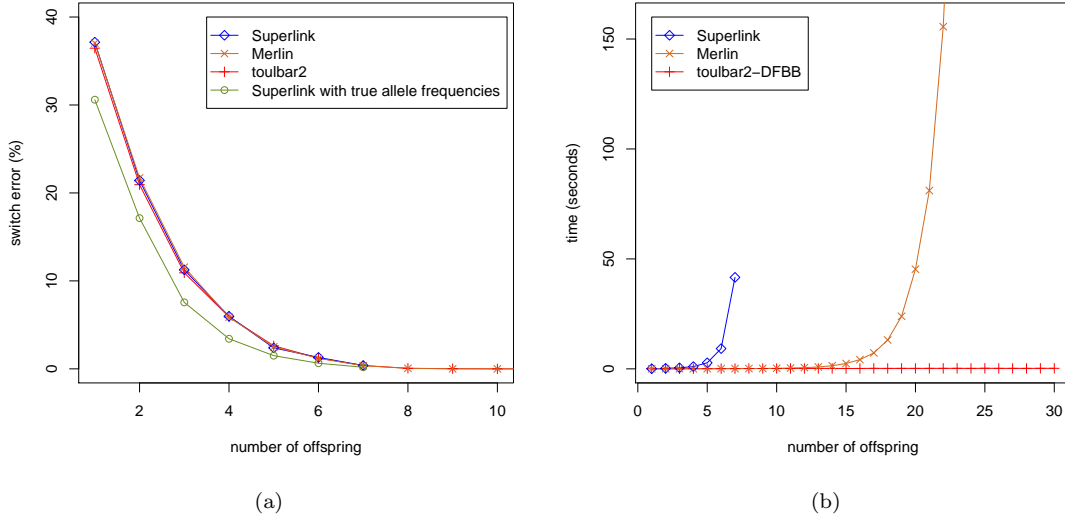 40
30
20
10
0
switch error (%)
Superlink
Merlin
toulbar2
Superlink with true allele frequencies
2 4 6 8 10
number of offspring
(a)
150
100
50
0
time (seconds)
Superlink
Merlin
toulbar2−DFBB
0 5 10 15 20 25 30
number of offspring
(b)